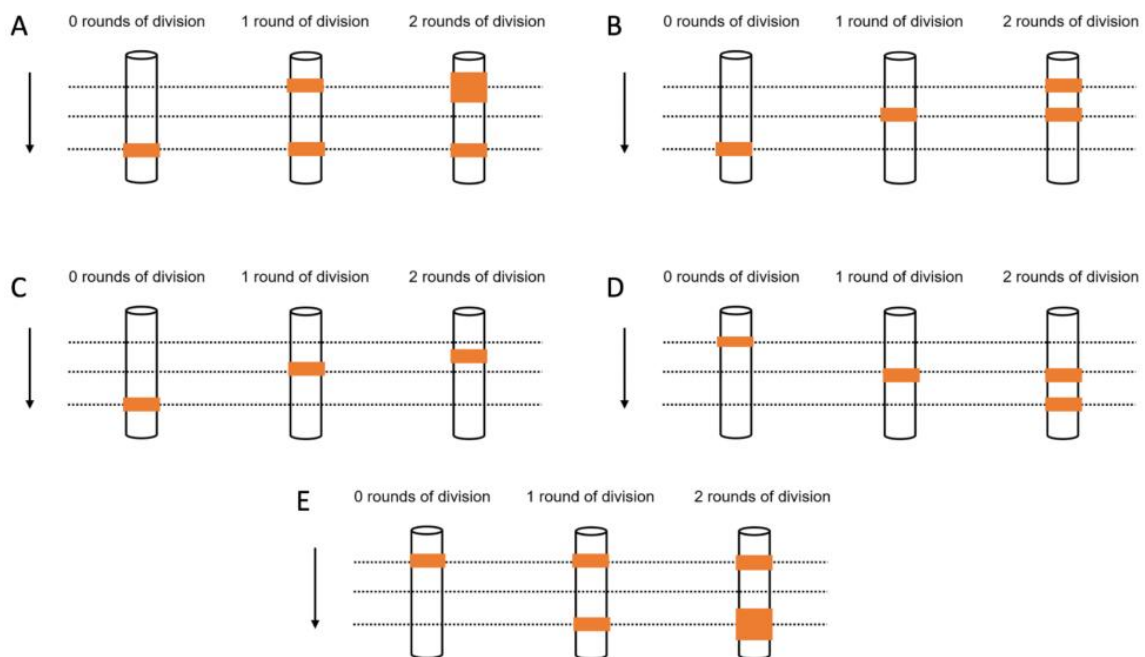 A
0 rounds of division 1 round of division 2 rounds of division
B
0 rounds of division 1 round of division 2 rounds of division
C
0 rounds of division 1 round of division 2 rounds of division
D
0 rounds of division 1 round of division 2 rounds of division
E
0 rounds of division 1 round of division 2 rounds of division